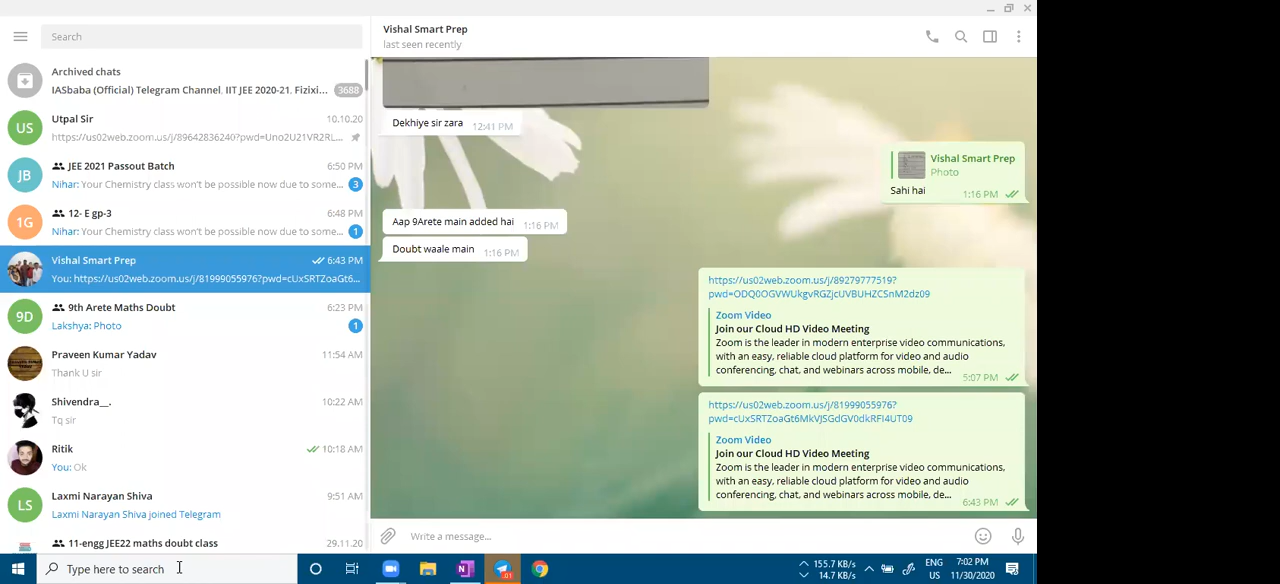 Search
Archived chats
IASbaba (Official) Telegram Channel, IIT JEE 2020-21, Fizixi... 3688
US
Utpal Sir 10.10.20
https://us02web.zoom.us/j/89642836240?pwd=Uno2U21VR2RL...
JB
JEE 2021 Passout Batch 6:50 PM
Nihar: Your Chemistry class won't be possible now due to some... 3
1G
12- E gp-3 6:48 PM
Nihar: Your Chemistry class won't be possible now due to some... 1
Vishal Smart Prep 6:43 PM
You: https://us02web.zoom.us/j/81999055976?pwd=cUxSRTZoaGt6...
9D
9th Arete Maths Doubt 6:23 PM
Lakshya: Photo 1
Praveen Kumar Yadav 11:54 AM
Thank U sir
Shivendra__. 10:22 AM
Tq sir
Ritik 10:18 AM
You: Ok
LS
Laxmi Narayan Shiva 9:51 AM
Laxmi Narayan Shiva joined Telegram
11-engg JEE22 maths doubt class 29.11.20
Vishal Smart Prep
last seen recently
Dekhiye sir zara 12:41 PM
Vishal Smart Prep
Photo
Sahi hai 1:16 PM
Aap 9Arete main added hai 1:16 PM
Doubt waale main 1:16 PM
https://us02web.zoom.us/j/89279777519?
pwd=ODQ0OGVWUkgvRGZjcUVBUHZCSnM2dz09
Zoom Video
Join our Cloud HD Video Meeting
Zoom is the leader in modern enterprise video communications,
with an easy, reliable cloud platform for video and audio
conferencing, chat, and webinars across mobile, de... 5:07 PM
https://us02web.zoom.us/j/81999055976?
pwd=cUxSRTZoaGt6MkVJSGdGV0dkRFI4UT09
Zoom Video
Join our Cloud HD Video Meeting
Zoom is the leader in modern enterprise video communications,
with an easy, reliable cloud platform for video and audio
conferencing, chat, and webinars across mobile, de... 6:43 PM
Write a message...
Type here to search
155.7 KB/s
14.7 KB/s
ENG
US
7:02 PM
11/30/2020